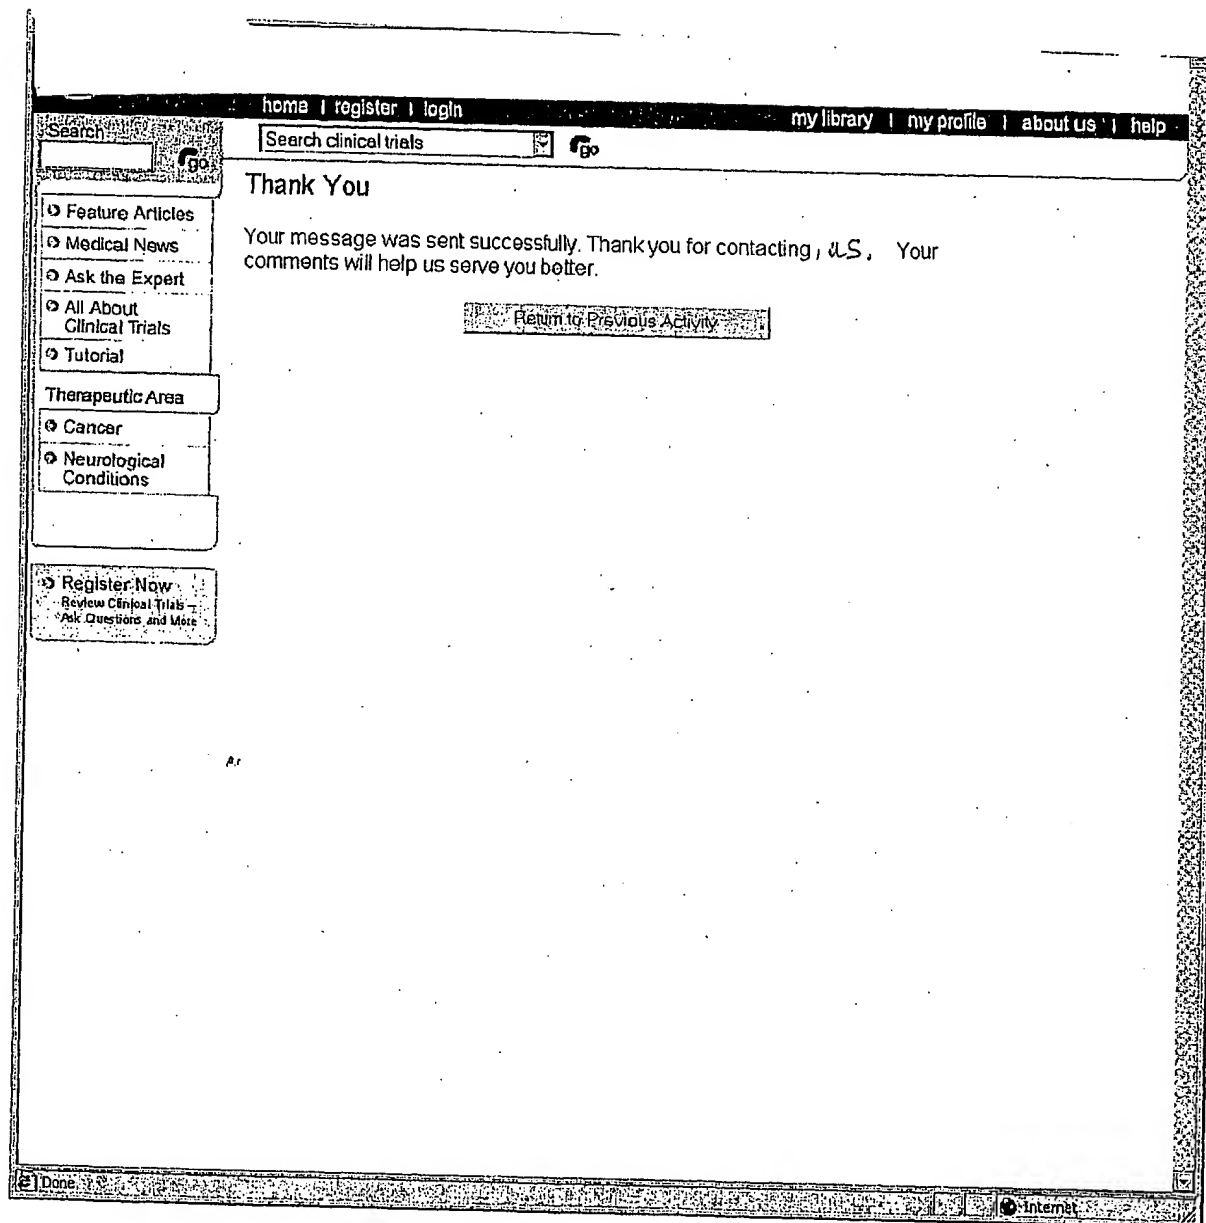 home | register | login
my library | my profile | about us | help
Search
go
Search clinical trials
go
Thank You
Your message was sent successfully. Thank you for contacting, us. Your
comments will help us serve you better.
Return to Previous Activity
Feature Articles
Medical News
Ask the Expert
All About
Clinical Trials
Tutorial
Therapeutic Area
Cancer
Neurological
Conditions
Register Now
Review Clinical Trials –
Ask Questions and More
Done
Internet